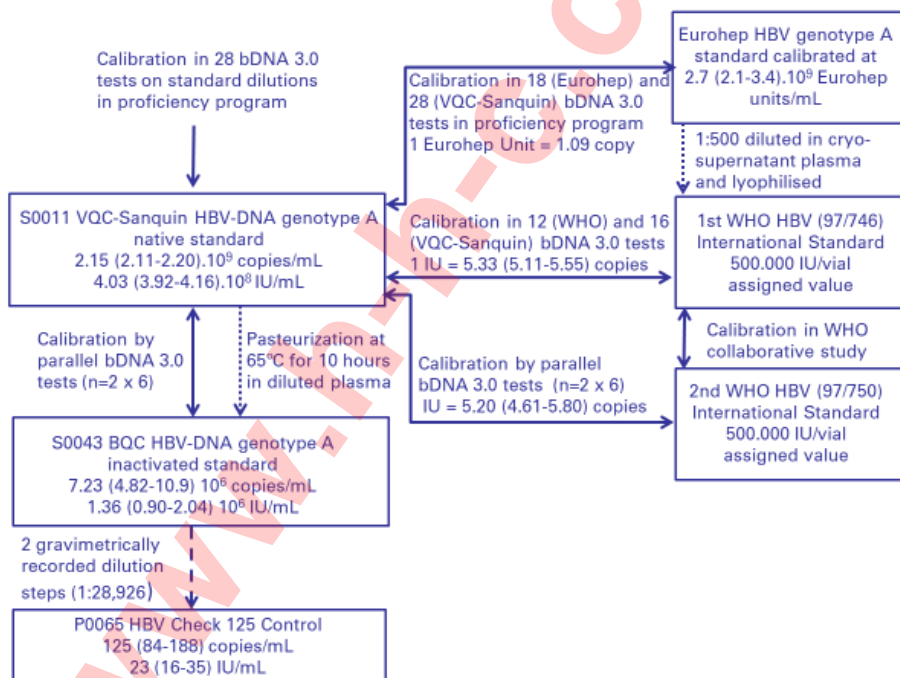 Calibration in 28 bDNA 3.0
tests on standard dilutions
in proficiency program
Calibration in 18 (Eurohep) and
28 (VQC-Sanquin) bDNA 3.0
tests in proficiency program
1 Eurohep Unit = 1.09 copy
Eurohep HBV genotype A
standard calibrated at
2.7 (2.1-3.4).10⁹ Eurohep
units/mL
1:500 diluted in cryo-
supernatant plasma
and lyophilised
S0011 VQC-Sanquin HBV-DNA genotype A
native standard
2.15 (2.11-2.20).10⁹ copies/mL
4.03 (3.92-4.16).10⁸ IU/mL
Calibration in 12 (WHO) and 16
(VQC-Sanquin) bDNA 3.0 tests
1 IU = 5.33 (5.11-5.55) copies
1st WHO HBV (97/746)
International Standard
500.000 IU/vial
assigned value
Calibration by
parallel bDNA 3.0
tests (n=2 x 6)
Pasteurization at
65ºC for 10 hours
in diluted plasma
Calibration by parallel
bDNA 3.0 tests (n=2 x 6)
IU = 5.20 (4.61-5.80) copies
Calibration in WHO
collaborative study
2nd WHO HBV (97/750)
International Standard
500.000 IU/vial
assigned value
S0043 BQC HBV-DNA genotype A
inactivated standard
7.23 (4.82-10.9) 10⁶ copies/mL
1.36 (0.90-2.04) 10⁶ IU/mL
2 gravimetrically
recorded dilution
steps (1:28,926)
P0065 HBV Check 125 Control
125 (84-188) copies/mL
23 (16-35) IU/mL
www.h-h-c.c